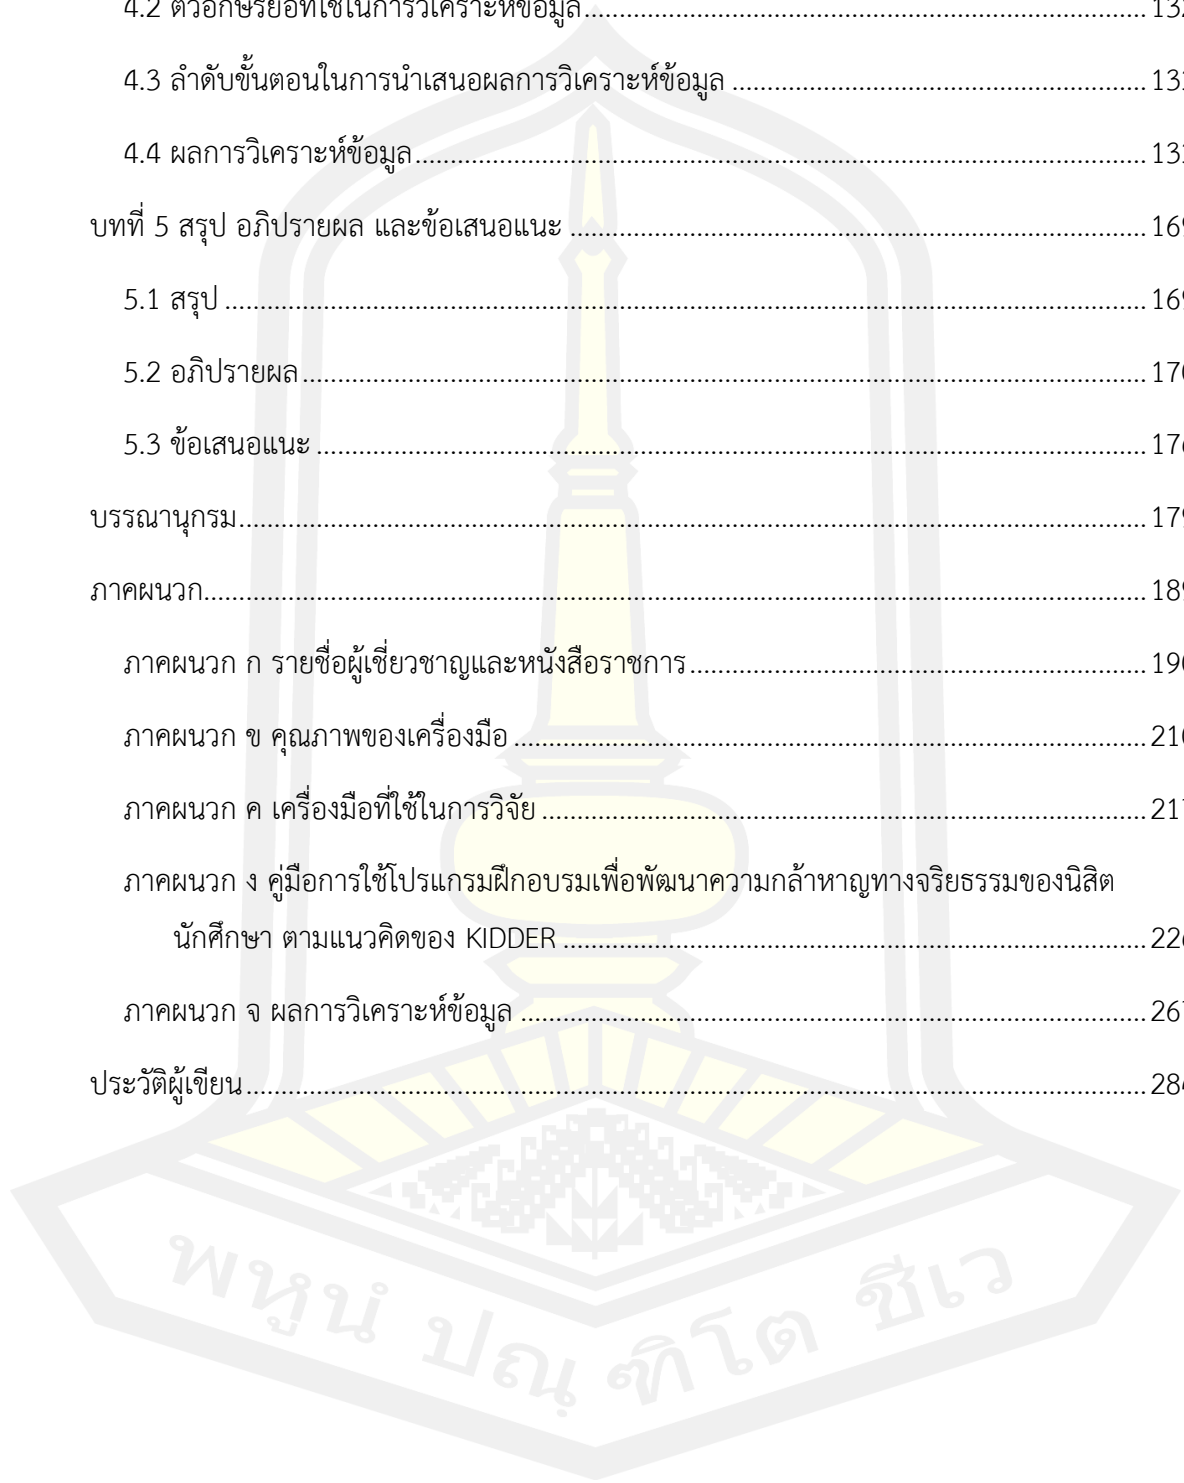 4.2 ตัวอักษรย่อที่ใช้ในการวิเคราะห์ข้อมูล
4.3 ลำดับขั้นตอนในการนำเสนอผลการวิเคราะห์ข้อมูล
4.4 ผลการวิเคราะห์ข้อมูล
บทที่ 5 สรุป อภิปรายผล และข้อเสนอแนะ 169
5.1 สรุป 169
5.2 อภิปรายผล 170
5.3 ข้อเสนอแนะ 176
บรรณานุกรม 179
ภาคผนวก 189
ภาคผนวก ก รายชื่อผู้เชี่ยวชาญและหนังสือราชการ 190
ภาคผนวก ข คุณภาพของเครื่องมือ 210
ภาคผนวก ค เครื่องมือที่ใช้ในการวิจัย 217
ภาคผนวก ง คู่มือการใช้โปรแกรมฝึกอบรมเพื่อพัฒนาความกล้าหาญทางจริยธรรมของนิสิต
นักศึกษา ตามแนวคิดของ KIDDER 226
ภาคผนวก จ ผลการวิเคราะห์ข้อมูล 267
ประวัติผู้เขียน 284
พหูนํ ปณฺฑิโต ชีเว